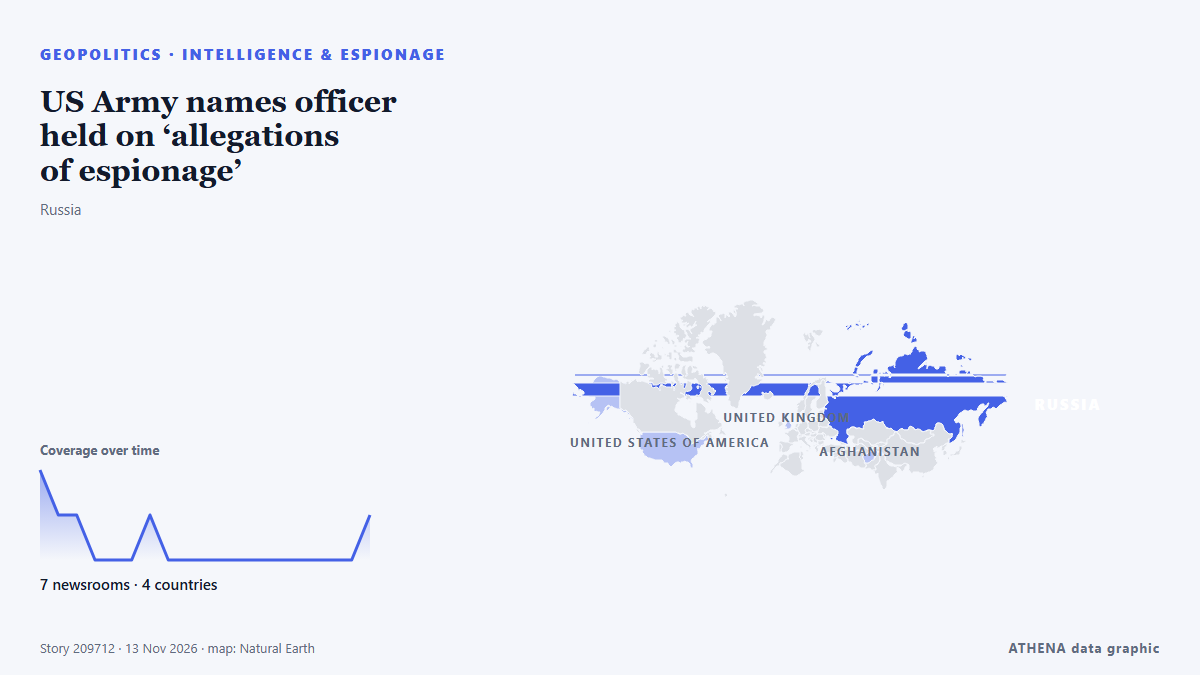 GEOPOLITICS · INTELLIGENCE & ESPIONAGE
US Army names officer
held on ‘allegations
of espionage’
Russia
RUSSIA
UNITED KINGDOM
UNITED STATES OF AMERICA
AFGHANISTAN
Coverage over time
7 newsrooms · 4 countries
Story 209712 · 13 Nov 2026 · map: Natural Earth
ATHENA data graphic